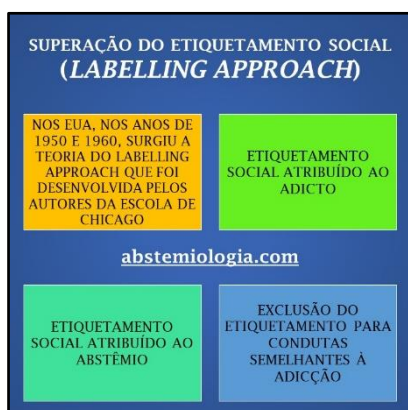 SUPERAÇÃO DO ETIQUETAMENTO SOCIAL
(LABELLING APPROACH)
NOS EUA, NOS ANOS DE
1950 E 1960, SURGIU A
TEORIA DO LABELLING
APPROACH QUE FOI
DESENVOLVIDA PELOS
AUTORES DA ESCOLA DE
CHICAGO
ETIQUETAMENTO
SOCIAL ATRIBUÍDO AO
ADICTO
abstemiologia.com
ETIQUETAMENTO
SOCIAL ATRIBUÍDO AO
ABSTÊMIO
EXCLUSÃO DO
ETIQUETAMENTO PARA
CONDUTAS
SEMELHANTES À
ADICÇÃO